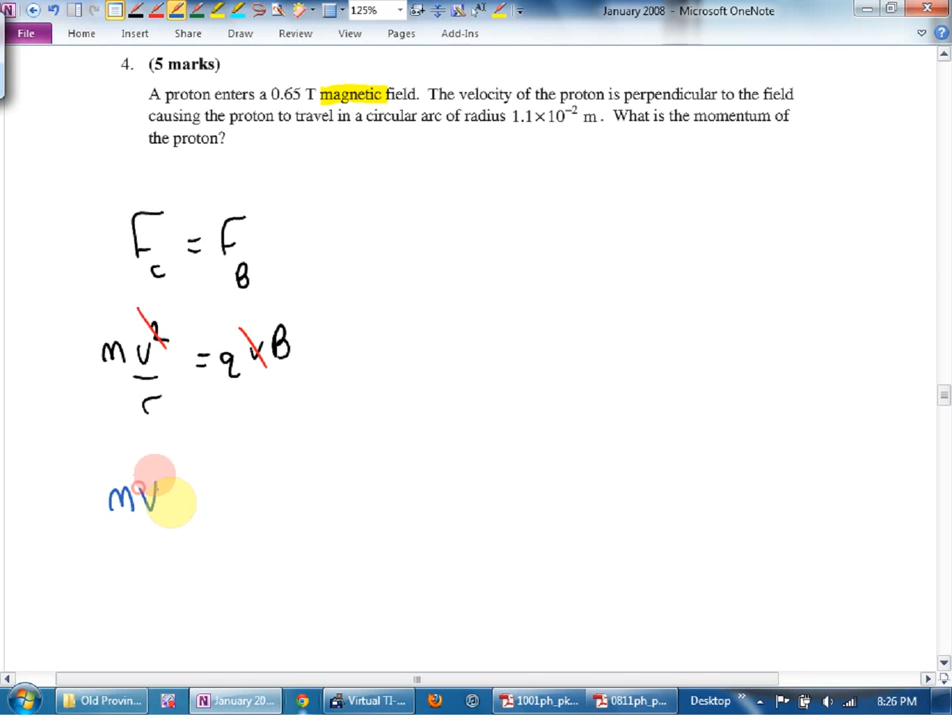 125%
January 2008 - Microsoft OneNote
File Home Insert Share Draw Review View Pages Add-Ins
4. (5 marks)
A proton enters a 0.65 T magnetic field. The velocity of the proton is perpendicular to the field
causing the proton to travel in a circular arc of radius 1.1×10⁻² m. What is the momentum of
the proton?
F_c = F_B
mv²/r = qvB
mv
Old Provin... January 20... Virtual TI-... 1001ph_pk... 0811ph_p... Desktop » 8:26 PM